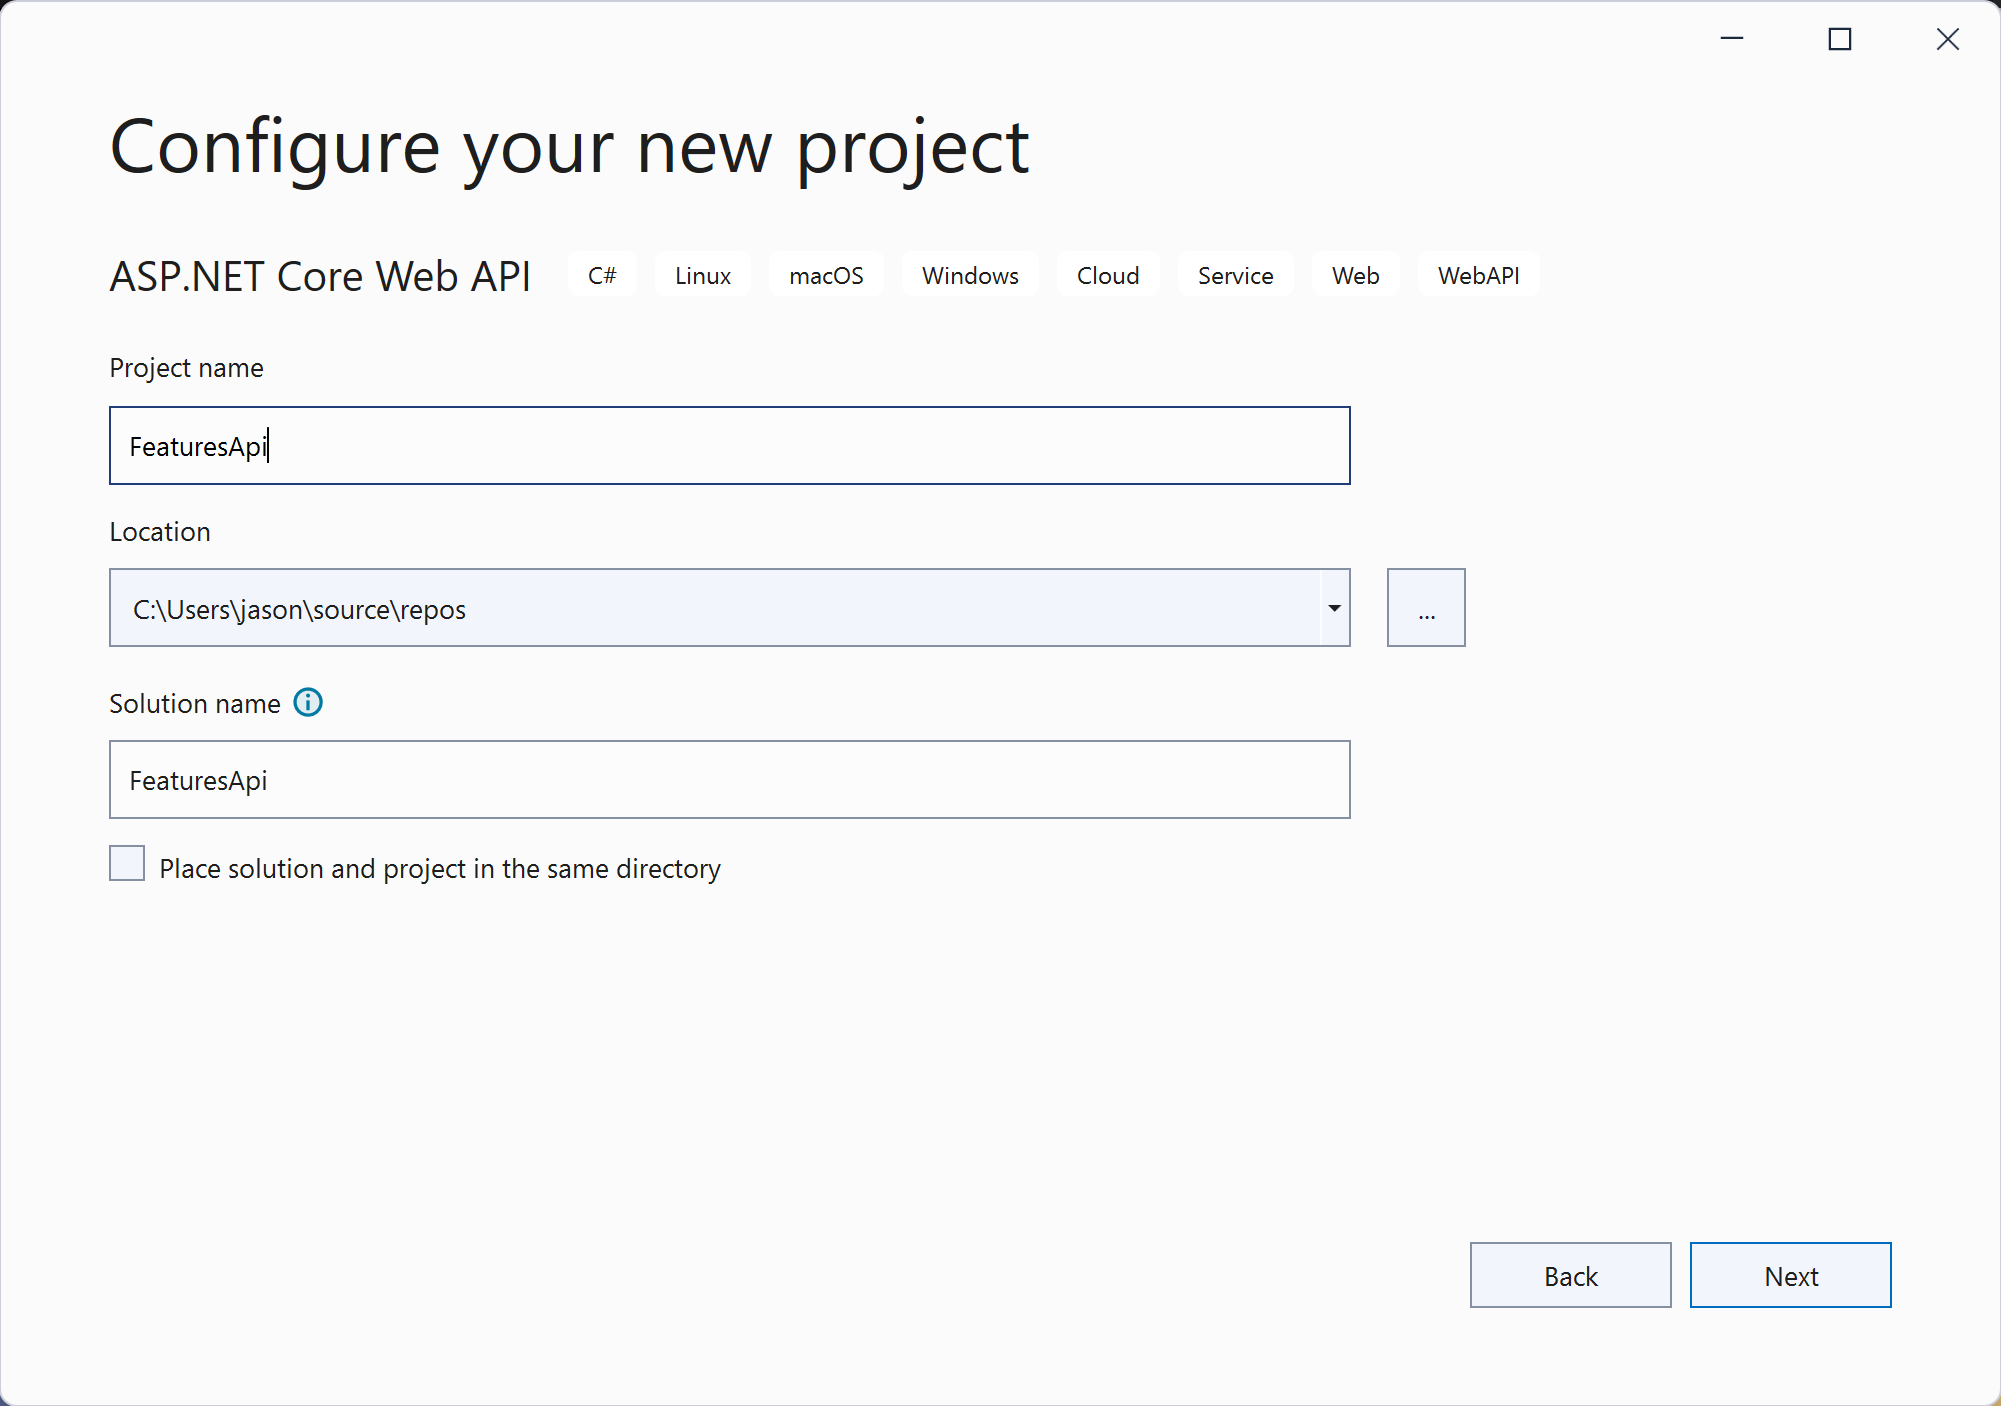 Configure your new project
ASP.NET Core Web API C# Linux macOS Windows Cloud Service Web WebAPI
Project name
FeaturesApi
Location
C:\Users\jason\source\repos
...
Solution name
FeaturesApi
Place solution and project in the same directory
Back Next